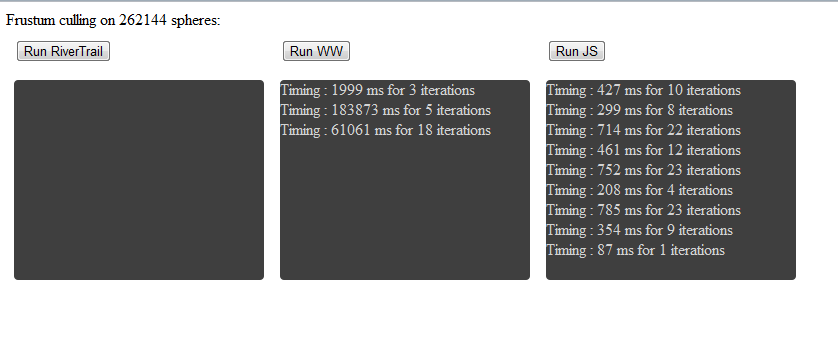 Frustum culling on 262144 spheres:
Run RiverTrail
Run WW
Run JS
Timing : 1999 ms for 3 iterations
Timing : 183873 ms for 5 iterations
Timing : 61061 ms for 18 iterations
Timing : 427 ms for 10 iterations
Timing : 299 ms for 8 iterations
Timing : 714 ms for 22 iterations
Timing : 461 ms for 12 iterations
Timing : 752 ms for 23 iterations
Timing : 208 ms for 4 iterations
Timing : 785 ms for 23 iterations
Timing : 354 ms for 9 iterations
Timing : 87 ms for 1 iterations